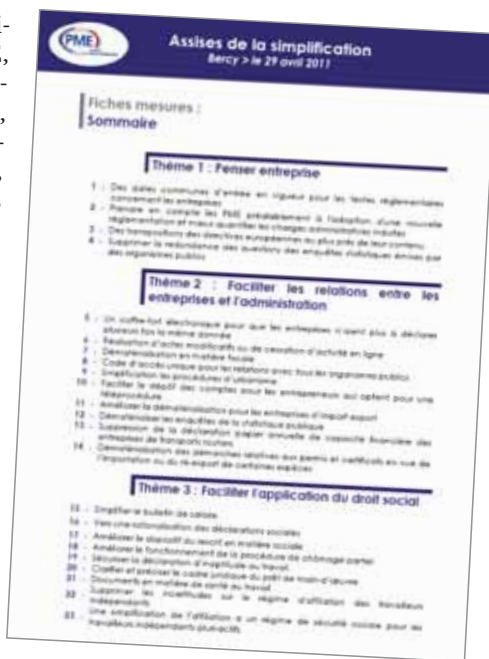 PME
Assises de la simplification
Bercy > le 29 avril 2011
Fiches mesures :
Sommaire
Thème 1 : Penser entreprise
1 - Des dates communes d'entrée en vigueur pour les textes réglementaires
concernant les entreprises
2 - Prendre en compte les PME préalablement à l'adoption d'une nouvelle
réglementation et mieux quantifier les charges administratives induites
3 - Des transpositions des directives européennes au plus près de leur contenu
4 - Supprimer la redondance des questions des enquêtes statistiques émises par
des organismes publics
Thème 2 : Faciliter les relations entre les
entreprises et l'administration
5 - Un coffre-fort électronique pour que les entreprises n'aient plus à déclarer
plusieurs fois la même donnée
6 - Réalisation d'actes modificatifs ou de cessation d'activité en ligne
7 - Dématérialisation en matière fiscale
8 - Code d'accès unique pour les relations avec tous les organismes publics
9 - Simplification les procédures d'urbanisme
10 - Faciliter le dépôt des comptes pour les entrepreneurs qui optent pour une
téléprocédure
11 - Améliorer la dématérialisation pour les entreprises d'import export
12 - Dématérialiser les enquêtes de la statistique publique
13 - Suppression de la déclaration papier annuelle de capacité financière des
entreprises de transports routiers
14 - Dématérialisation des démarches relatives aux permis et certificats en vue de
l'importation ou du ré-export de certaines espèces
Thème 3 : Faciliter l'application du droit social
15 - Simplifier le bulletin de salaire
16 - Vers une rationalisation des déclarations sociales
17 - Améliorer le dispositif du rescrit en matière sociale
18 - Améliorer le fonctionnement de la procédure de chômage partiel
19 - Sécuriser la déclaration d'inaptitude au travail
20 - Clarifier et préciser le cadre juridique du prêt de main-d'œuvre
21 - Documents en matière de santé au travail
22 - Supprimer les incertitudes sur le régime d'affiliation des travailleurs
indépendants
23 - Une simplification de l'affiliation à un régime de sécurité sociale pour les
travailleurs indépendants pluri-actifs